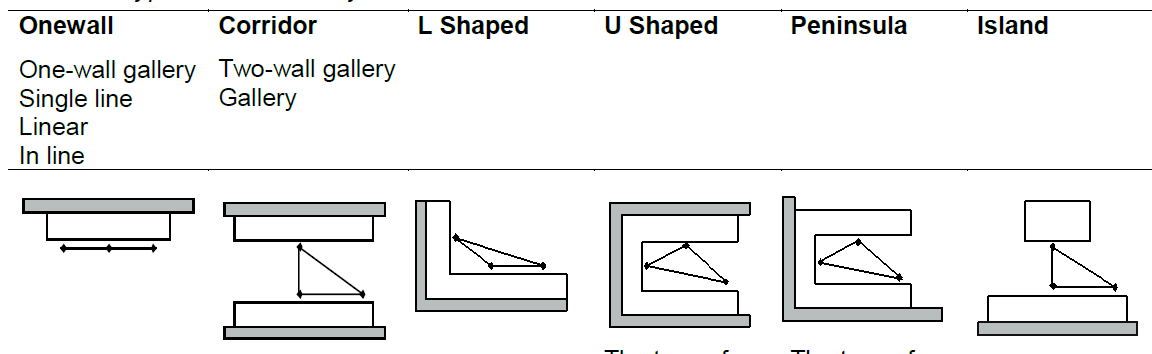 Onewall Corridor L Shaped U Shaped Peninsula Island
One-wall gallery Two-wall gallery
Single line Gallery
Linear
In line